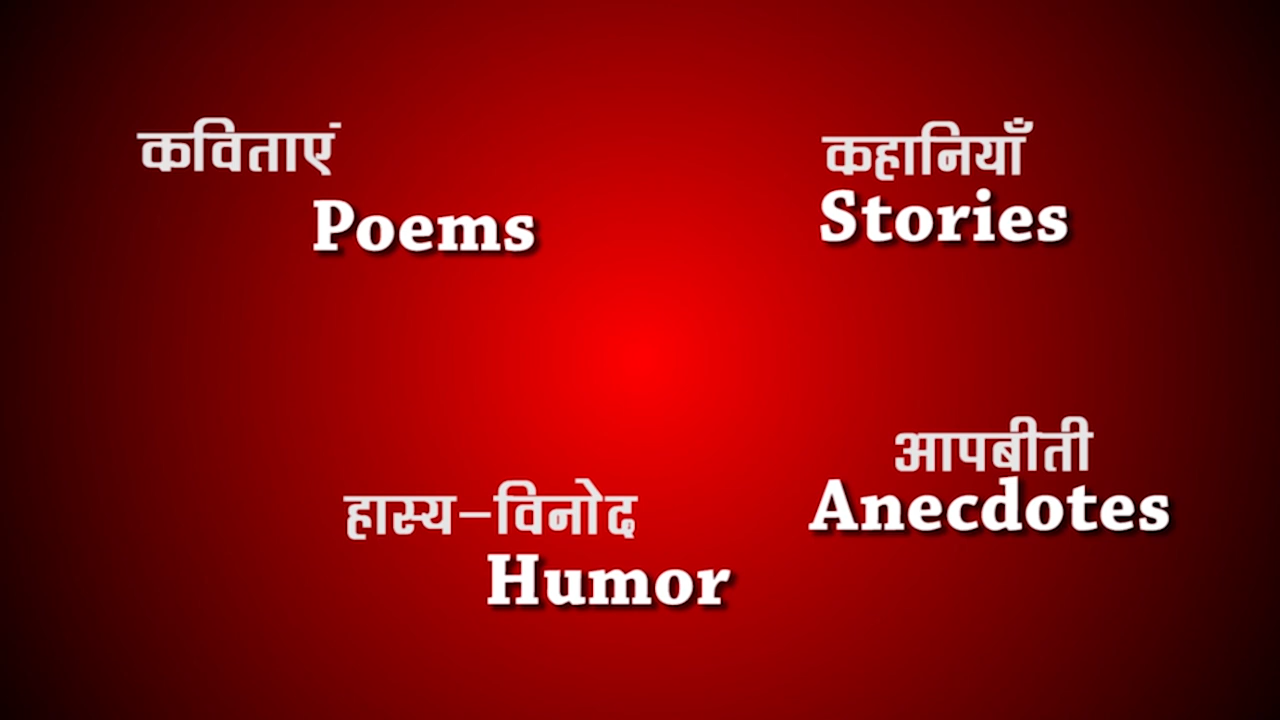 कविताएं
Poems
कहानियाँ
Stories
हास्य–विनोद
Humor
आपबीती
Anecdotes